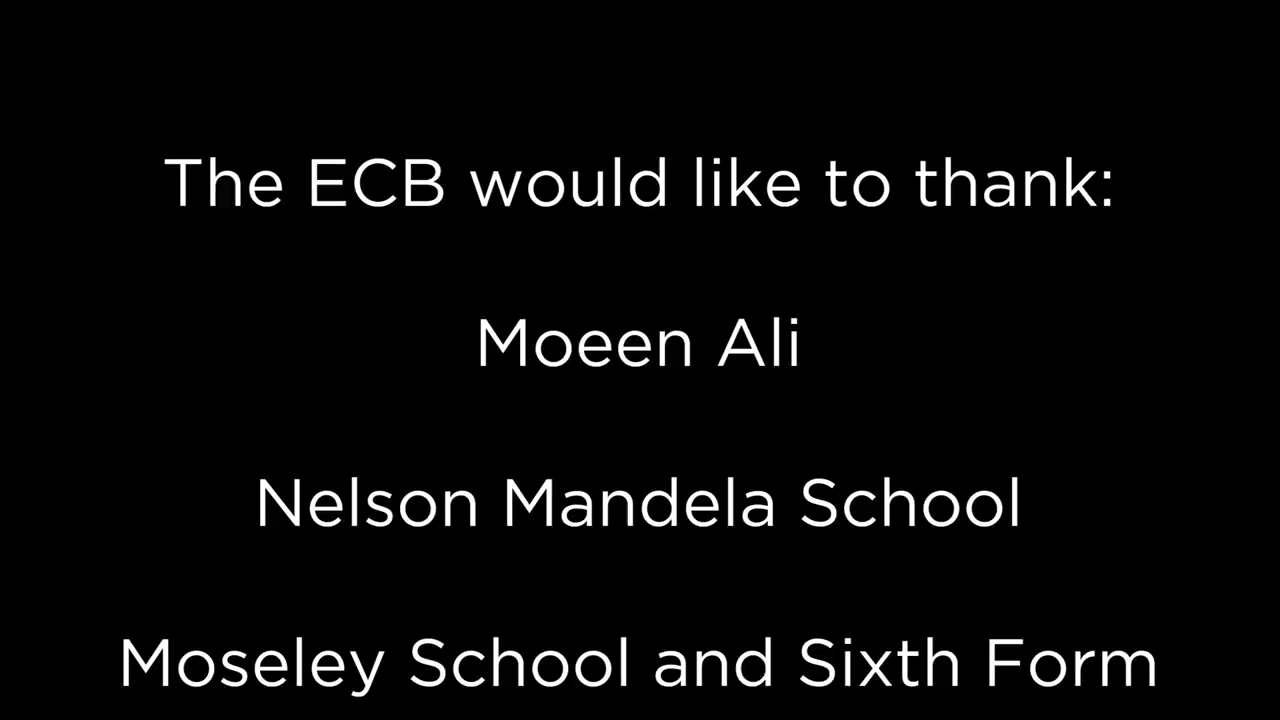 The ECB would like to thank:
Moeen Ali
Nelson Mandela School
Moseley School and Sixth Form